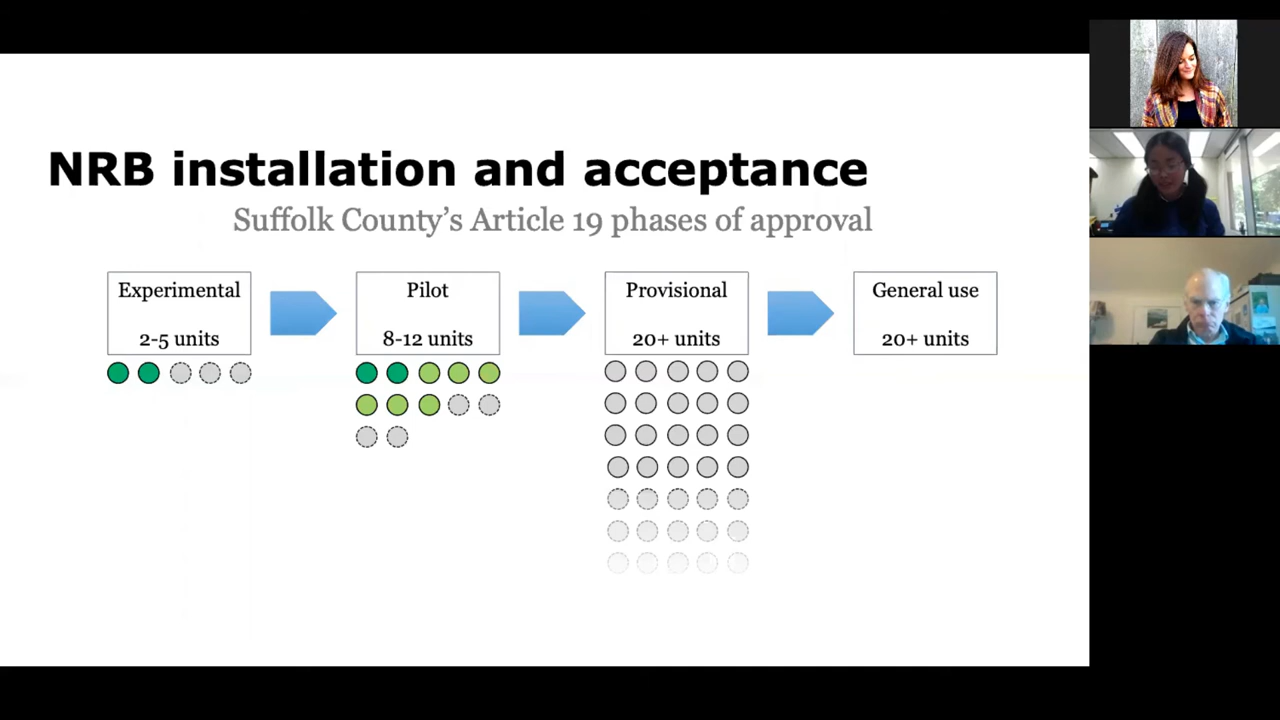 NRB installation and acceptance
Suffolk County’s Article 19 phases of approval
Experimental
2-5 units
Pilot
8-12 units
Provisional
20+ units
General use
20+ units